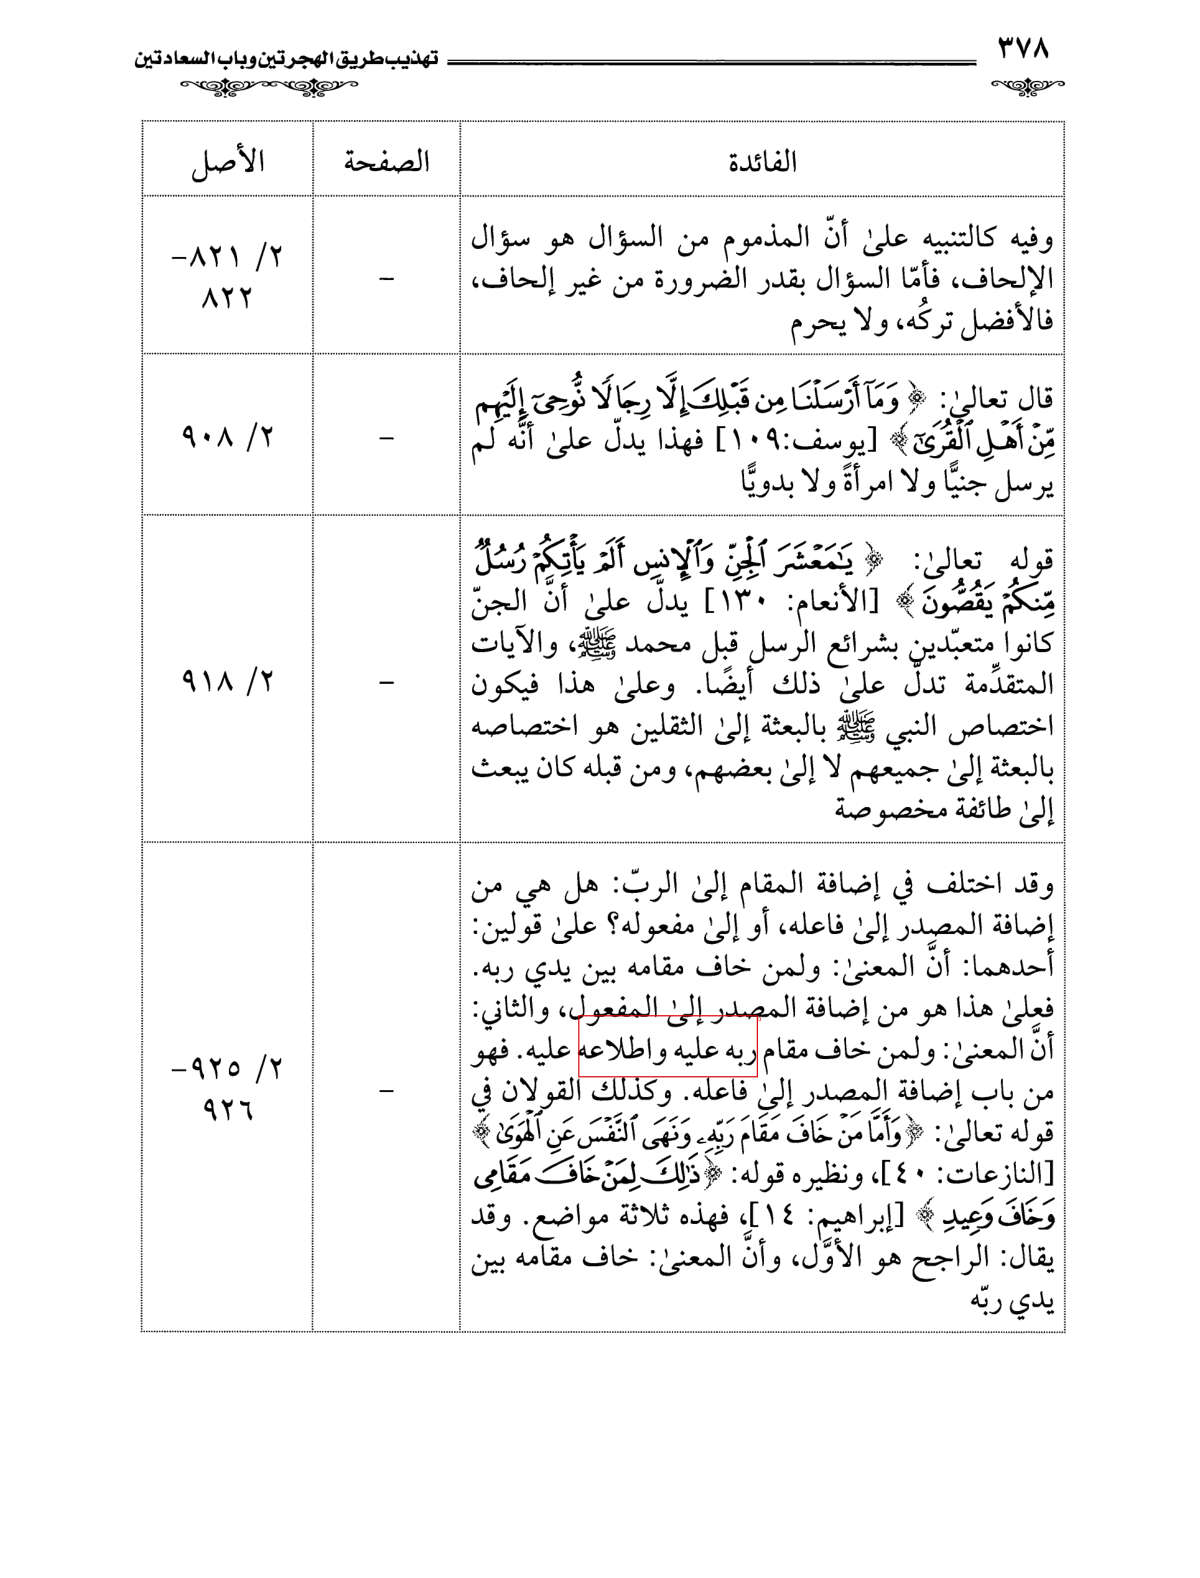 ٣٧٨
تهذيب طريق الهجرتين وباب السعادتين
الفائدة
الصفحة
الأصل
وفيه كالتنبيه علىٰ أنّ المذموم من السؤال هو سؤال
الإلحاف، فأمّا السؤال بقدر الضرورة من غير إلحاف،
فالأفضل تركُه، ولا يحرم
–
٢/ ٨٢١–
٨٢٢
قال تعالىٰ: ﴿ وَمَآ أَرۡسَلۡنَا مِن قَبۡلِكَ إِلَّا رِجَالٗا نُّوحِيٓ إِلَيۡهِم
مِّنۡ أَهۡلِ ٱلۡقُرَىٰٓ ﴾ [يوسف:١٠٩] فهذا يدلّ علىٰ أنَّه لم
يرسل جنيًّا ولا امرأةً ولا بدويًّا
–
٢/ ٩٠٨
قوله تعالىٰ: ﴿ يَٰمَعۡشَرَ ٱلۡجِنِّ وَٱلۡإِنسِ أَلَمۡ يَأۡتِكُمۡ رُسُلٞ
مِّنكُمۡ يَقُصُّونَ ﴾ [الأنعام: ١٣٠] يدلّ علىٰ أنَّ الجنّ
كانوا متعبّدين بشرائع الرسل قبل محمد ﷺ، والآيات
المتقدِّمة تدلّ علىٰ ذلك أيضًا. وعلىٰ هذا فيكون
اختصاص النبي ﷺ بالبعثة إلىٰ الثقلين هو اختصاصه
بالبعثة إلىٰ جميعهم لا إلىٰ بعضهم، ومن قبله كان يبعث
إلىٰ طائفة مخصوصة
–
٢/ ٩١٨
وقد اختلف في إضافة المقام إلىٰ الربّ: هل هي من
إضافة المصدر إلىٰ فاعله، أو إلىٰ مفعوله؟ علىٰ قولين:
أحدهما: أنَّ المعنىٰ: ولمن خاف مقامه بين يدي ربه.
فعلىٰ هذا هو من إضافة المصدر إلىٰ المفعول، والثاني:
أنَّ المعنىٰ: ولمن خاف مقام ربه عليه واطلاعه عليه. فهو
من باب إضافة المصدر إلىٰ فاعله. وكذلك القولان في
قوله تعالىٰ: ﴿ وَأَمَّا مَنۡ خَافَ مَقَامَ رَبِّهِۦ وَنَهَى ٱلنَّفۡسَ عَنِ ٱلۡهَوَىٰ ﴾
[النازعات: ٤٠]، ونظيره قوله: ﴿ ذَٰلِكَ لِمَنۡ خَافَ مَقَامِي
وَخَافَ وَعِيدِ ﴾ [إبراهيم: ١٤]، فهذه ثلاثة مواضع. وقد
يقال: الراجح هو الأوَّل، وأنَّ المعنىٰ: خاف مقامه بين
يدي ربّه
–
٢/ ٩٢٥–
٩٢٦